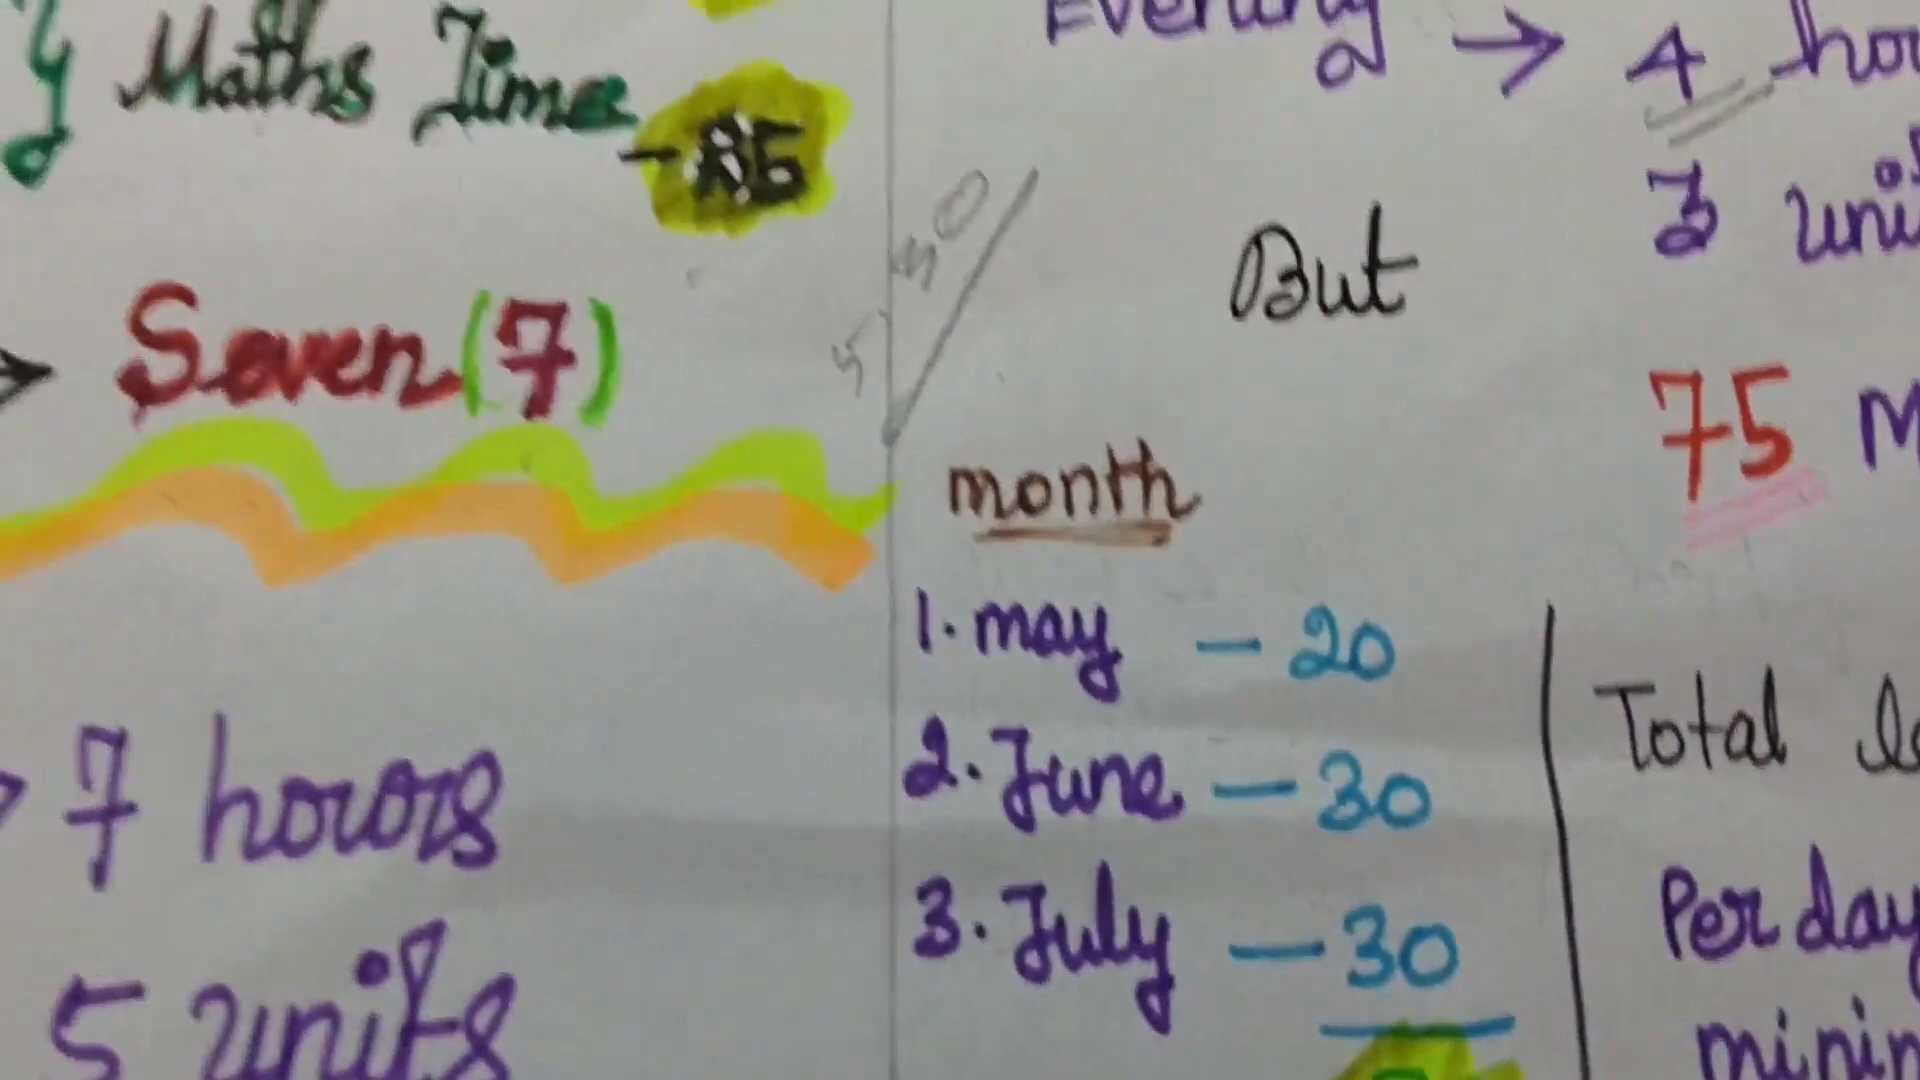 Maths Time
Seven (7)
7 hours
5 units
Evening → 4
3
But
75
month
1. may - 20
2. June - 30
3. July - 30
Total
Per day